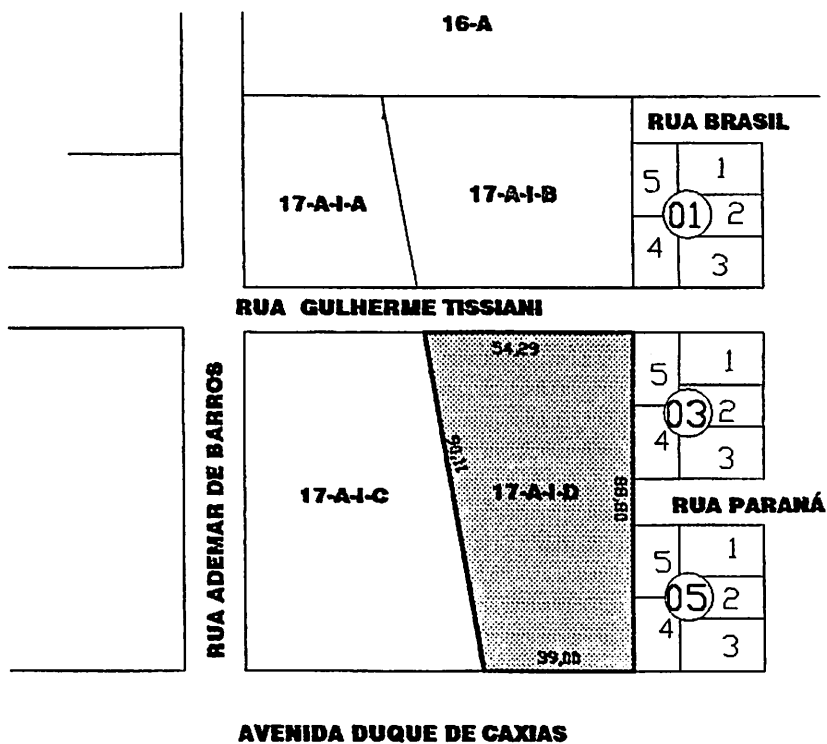 16-A
RUA BRASIL
17-A-I-A
17-A-I-B
5
1
01
2
4
3
RUA GULHERME TISSIANI
54,29
5
1
03
2
4
3
RUA ADEMAR DE BARROS
17-A-I-C
17-A-I-D
88,80
RUA PARANÁ
5
1
05
2
4
3
39,00
AVENIDA DUQUE DE CAXIAS